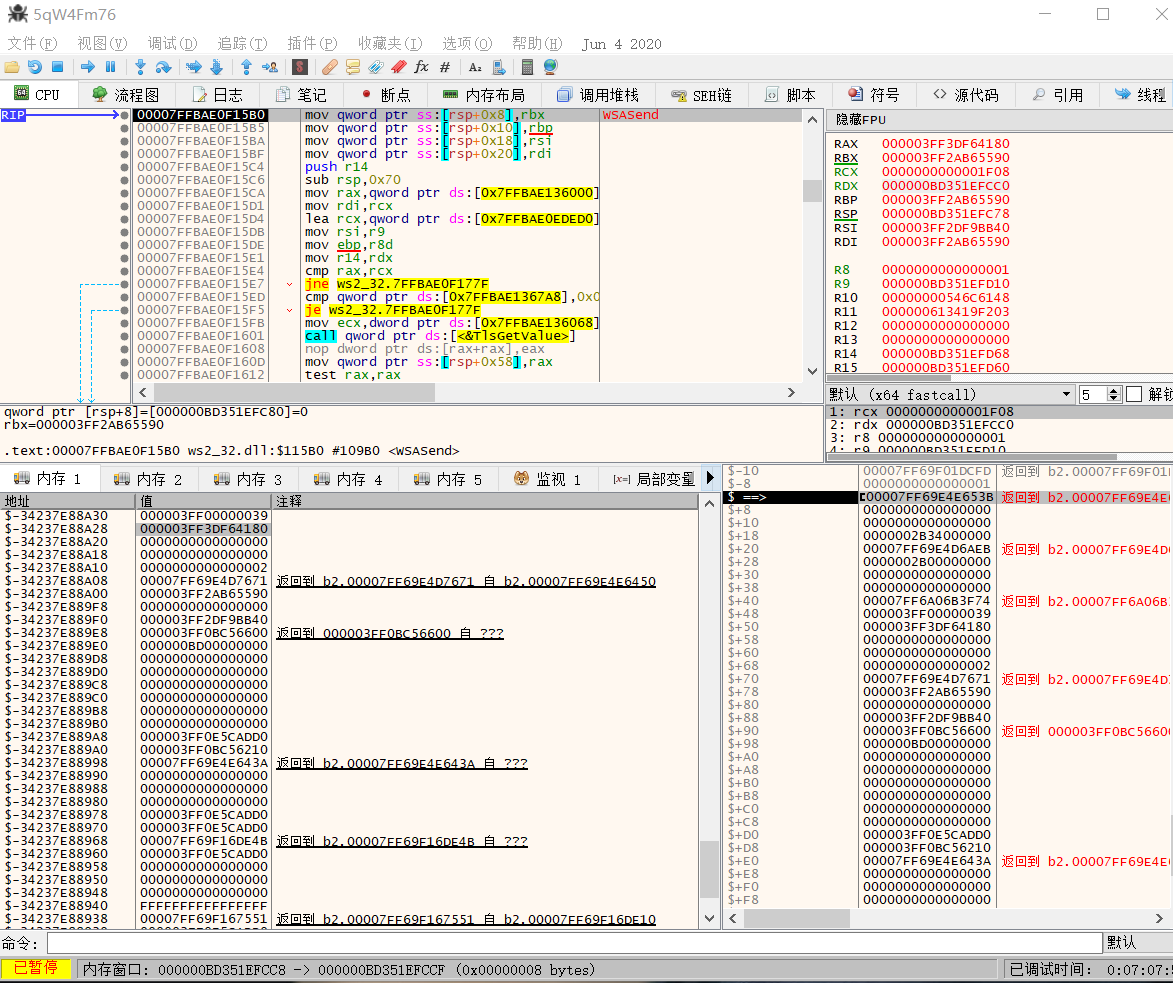 5qW4Fm76
文件(F) 视图(V) 调试(D) 追踪(T) 插件(P) 收藏夹(I) 选项(O) 帮助(H) Jun 4 2020
CPU 流程图 日志 笔记 断点 内存布局 调用堆栈 SEH链 脚本 符号 源代码 引用 线程
RIP 00007FFBAE0F15B0 mov qword ptr ss:[rsp+0x8],rbx WSASend
00007FFBAE0F15B5 mov qword ptr ss:[rsp+0x10],rbp
00007FFBAE0F15BA mov qword ptr ss:[rsp+0x18],rsi
00007FFBAE0F15BF mov qword ptr ss:[rsp+0x20],rdi
00007FFBAE0F15C4 push r14
00007FFBAE0F15C6 sub rsp,0x70
00007FFBAE0F15CA mov rax,qword ptr ds:[0x7FFBAE136000]
00007FFBAE0F15D1 mov rdi,rcx
00007FFBAE0F15D4 lea rcx,qword ptr ds:[0x7FFBAE0EDED0]
00007FFBAE0F15DB mov rsi,r9
00007FFBAE0F15DE mov ebp,r8d
00007FFBAE0F15E1 mov r14,rdx
00007FFBAE0F15E4 cmp rax,rcx
00007FFBAE0F15E7 jne ws2_32.7FFBAE0F177F
00007FFBAE0F15ED cmp qword ptr ds:[0x7FFBAE1367A8],0x0
00007FFBAE0F15F5 je ws2_32.7FFBAE0F177F
00007FFBAE0F15FB mov ecx,dword ptr ds:[0x7FFBAE136068]
00007FFBAE0F1601 call qword ptr ds:[<&TlsGetValue>]
00007FFBAE0F1608 nop dword ptr ds:[rax+rax],eax
00007FFBAE0F160D mov qword ptr ss:[rsp+0x58],rax
00007FFBAE0F1612 test rax,rax
隐藏FPU
RAX 000003FF3DF64180
RBX 000003FF2AB65590
RCX 0000000000001F08
RDX 000000BD351EFCC0
RBP 000003FF2AB65590
RSP 000000BD351EFC78
RSI 000003FF2DF9BB40
RDI 000003FF2AB65590
R8 0000000000000001
R9 000000BD351EFD10
R10 00000000546C6148
R11 000000613419F203
R12 0000000000000000
R13 0000000000000000
R14 000000BD351EFD68
R15 000000BD351EFD60
默认 (x64 fastcall) 5 解锁
1: rcx 0000000000001F08
2: rdx 000000BD351EFCC0
3: r8 0000000000000001
4: r9 000000BD351EFD10
qword ptr [rsp+8]=[000000BD351EFC80]=0
rbx=000003FF2AB65590
.text:00007FFBAE0F15B0 ws2_32.dll:$115B0 #109B0 <WSASend>
内存 1 内存 2 内存 3 内存 4 内存 5 监视 1 [x=] 局部变量
地址 值 注释
$-34237E88A30 000003FF00000039
$-34237E88A28 000003FF3DF64180
$-34237E88A20 0000000000000000
$-34237E88A18 0000000000000000
$-34237E88A10 0000000000000002
$-34237E88A08 00007FF69E4D7671 返回到 b2.00007FF69E4D7671 自 b2.00007FF69E4E6450
$-34237E88A00 000003FF2AB65590
$-34237E889F8 0000000000000000
$-34237E889F0 000003FF2DF9BB40
$-34237E889E8 000003FF0BC56600 返回到 000003FF0BC56600 自 ???
$-34237E889E0 000000BD00000000
$-34237E889D8 0000000000000000
$-34237E889D0 0000000000000000
$-34237E889C8 0000000000000000
$-34237E889C0 0000000000000000
$-34237E889B8 0000000000000000
$-34237E889B0 0000000000000000
$-34237E889A8 000003FF0E5CADD0
$-34237E889A0 000003FF0BC56210
$-34237E88998 00007FF69E4E643A 返回到 b2.00007FF69E4E643A 自 ???
$-34237E88990 0000000000000000
$-34237E88988 0000000000000000
$-34237E88980 0000000000000000
$-34237E88978 000003FF0E5CADD0
$-34237E88970 000003FF0E5CADD0
$-34237E88968 00007FF69F16DE4B 返回到 b2.00007FF69F16DE4B 自 ???
$-34237E88960 000003FF0E5CADD0
$-34237E88958 0000000000000000
$-34237E88950 0000000000000000
$-34237E88948 0000000000000000
$-34237E88940 FFFFFFFFFFFFFFFF
$-34237E88938 00007FF69F167551 返回到 b2.00007FF69F167551 自 b2.00007FF69F16DE10
$-10 00007FF69F01DCFD 返回到 b2.00007FF69F01
$-8 0000000000000001
$ ==> 00007FF69E4E653B 返回到 b2.00007FF69E4E
$+8 0000000000000000
$+10 0000000000000000
$+18 0000002B34000000
$+20 00007FF69E4D6AEB 返回到 b2.00007FF69E4D
$+28 0000002B00000000
$+30 0000000000000000
$+38 0000000000000000
$+40 00007FF6A06B3F74 返回到 b2.00007FF6A06B
$+48 000003FF00000039
$+50 000003FF3DF64180
$+58 0000000000000000
$+60 0000000000000000
$+68 0000000000000002
$+70 00007FF69E4D7671 返回到 b2.00007FF69E4D
$+78 000003FF2AB65590
$+80 0000000000000000
$+88 000003FF2DF9BB40
$+90 000003FF0BC56600 返回到 000003FF0BC5660
$+98 000000BD00000000
$+A0 0000000000000000
$+A8 0000000000000000
$+B0 0000000000000000
$+B8 0000000000000000
$+C0 0000000000000000
$+C8 0000000000000000
$+D0 000003FF0E5CADD0
$+D8 000003FF0BC56210
$+E0 00007FF69E4E643A 返回到 b2.00007FF69E4E
$+E8 0000000000000000
$+F0 0000000000000000
$+F8 0000000000000000
命令: 默认
已暂停 内存窗口: 000000BD351EFCC8 -> 000000BD351EFCCF (0x00000008 bytes) 已调试时间: 0:07:07: